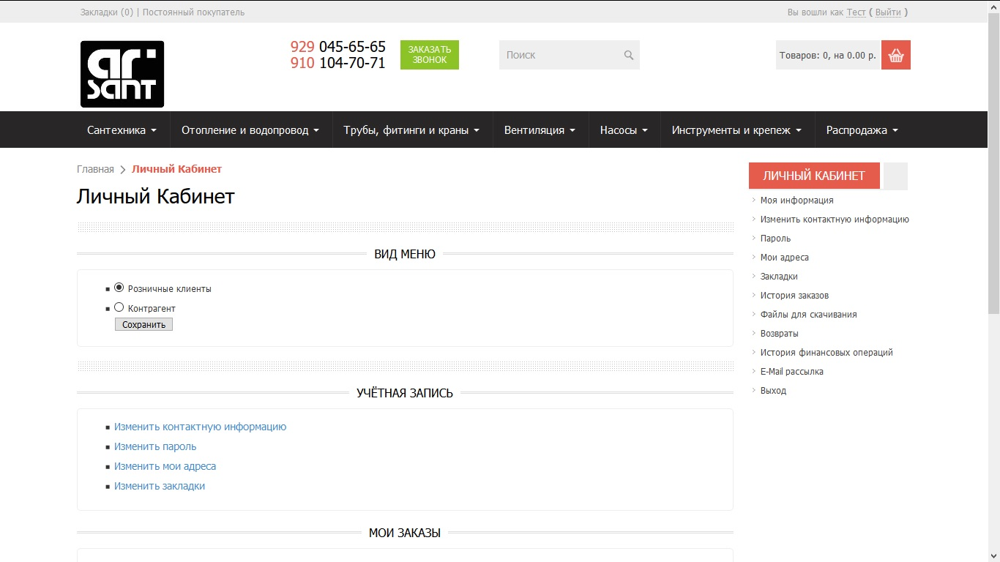 Закладки (0) | Постоянный покупатель
Вы вошли как Тест ( Выйти )
ar
sant
929 045-65-65
910 104-70-71
ЗАКАЗАТЬ
ЗВОНОК
Поиск
Товаров: 0, на 0.00 р.
Сантехника
Отопление и водопровод
Трубы, фитинги и краны
Вентиляция
Насосы
Инструменты и крепеж
Распродажа
Главная > Личный Кабинет
Личный Кабинет
ВИД МЕНЮ
Розничные клиенты
Контрагент
Сохранить
УЧЁТНАЯ ЗАПИСЬ
Изменить контактную информацию
Изменить пароль
Изменить мои адреса
Изменить закладки
МОИ ЗАКАЗЫ
ЛИЧНЫЙ КАБИНЕТ
Моя информация
Изменить контактную информацию
Пароль
Мои адреса
Закладки
История заказов
Файлы для скачивания
Возвраты
История финансовых операций
E-Mail рассылка
Выход